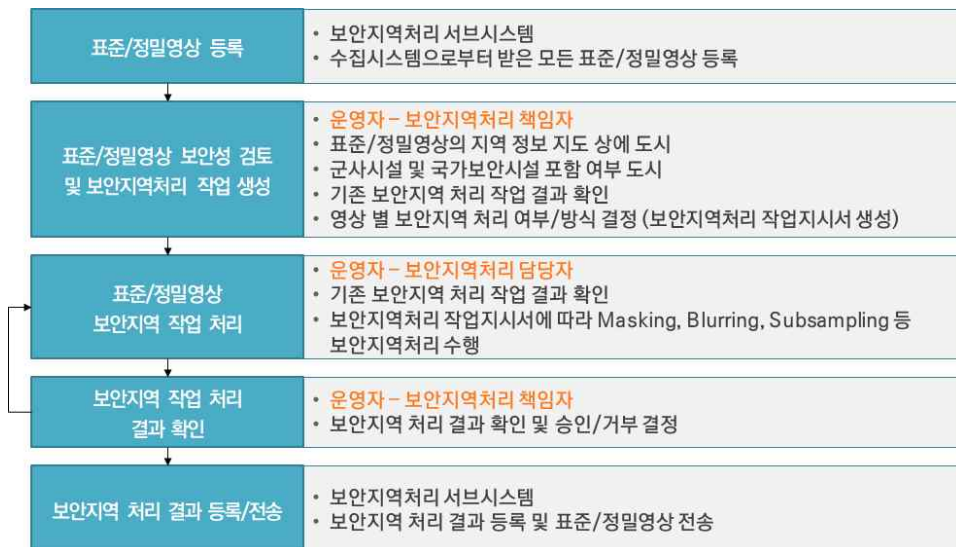 표준/정밀영상 등록
• 보안지역처리 서브시스템
• 수집시스템으로부터 받은 모든 표준/정밀영상 등록
표준/정밀영상 보안성 검토
및 보안지역처리 작업 생성
• 운영자 – 보안지역처리 책임자
• 표준/정밀영상의 지역 정보 지도 상에 도시
• 군사시설 및 국가보안시설 포함 여부 도시
• 기존 보안지역 처리 작업 결과 확인
• 영상 별 보안지역 처리 여부/방식 결정 (보안지역처리 작업지시서 생성)
표준/정밀영상
보안지역 작업 처리
• 운영자 – 보안지역처리 담당자
• 기존 보안지역 처리 작업 결과 확인
• 보안지역처리 작업지시서에 따라 Masking, Blurring, Subsampling 등
보안지역처리 수행
보안지역 작업 처리
결과 확인
• 운영자 – 보안지역처리 책임자
• 보안지역 처리 결과 확인 및 승인/거부 결정
보안지역 처리 결과 등록/전송
• 보안지역처리 서브시스템
• 보안지역 처리 결과 등록 및 표준/정밀영상 전송